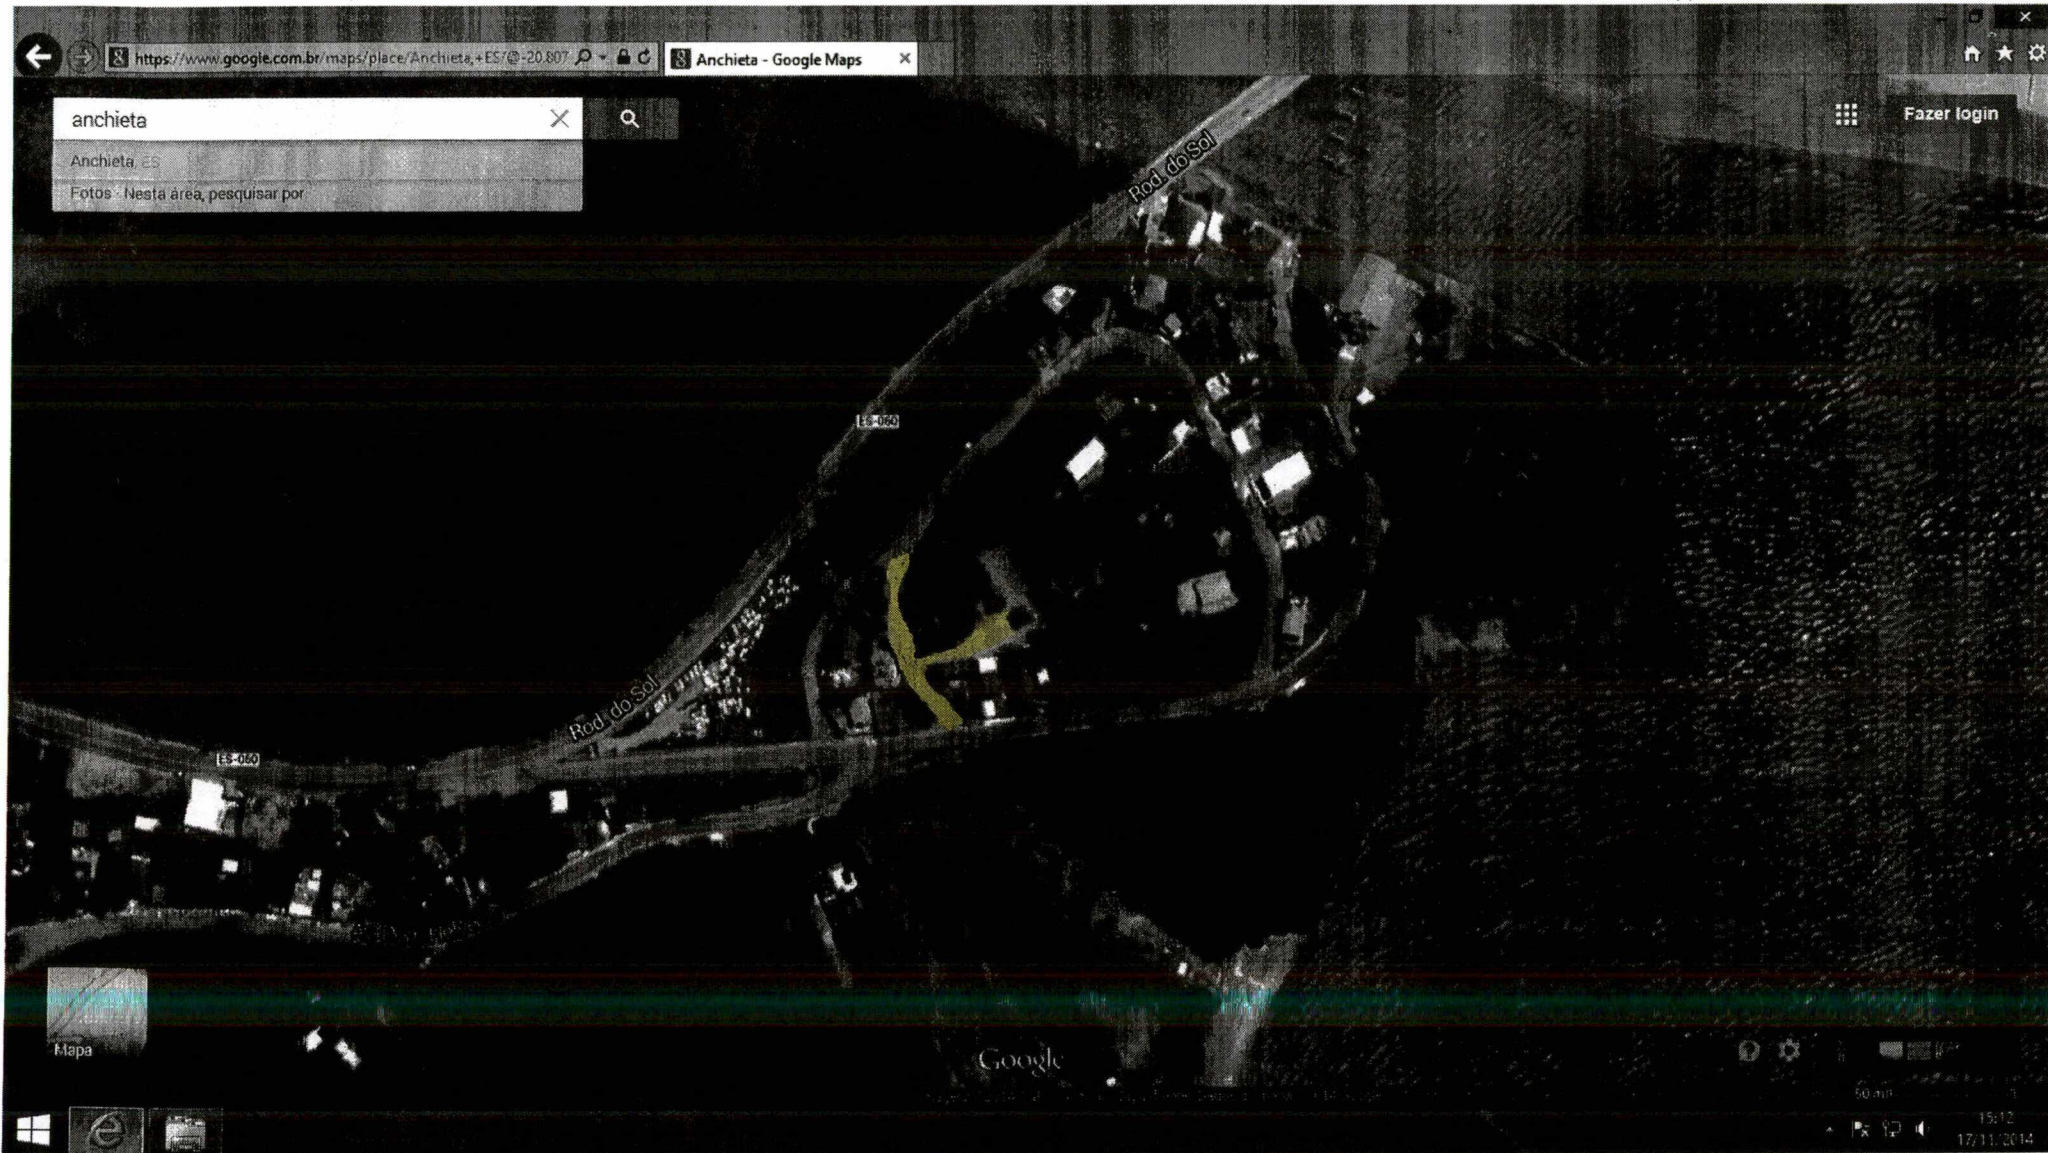 https://www.google.com.br/maps/place/Anchieta,+ES/@-20.807
Anchieta - Google Maps
anchieta
Anchieta, ES
Fotos · Nesta área, pesquisar por
Fazer login
Rod. do Sol
ES-060
Rod. do Sol
ES-060
Mapa
Google
50 m
15:12
17/11/2014